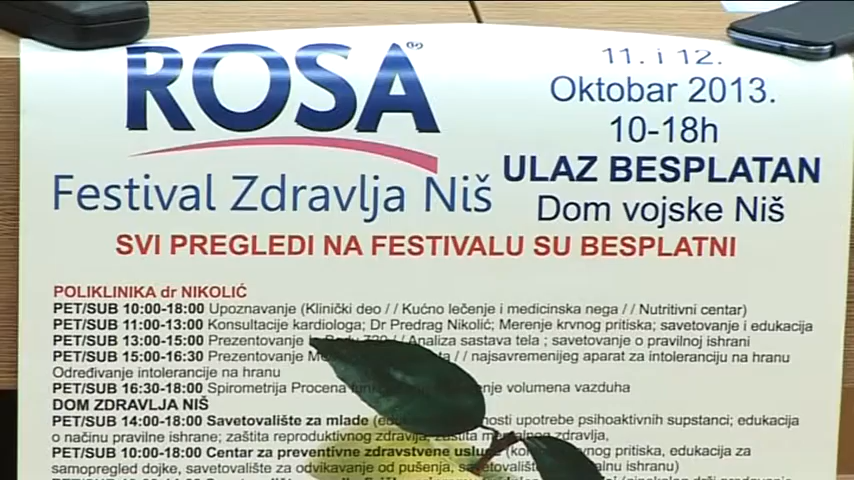 ROSA®
Festival Zdravlja Niš
11. i 12.
Oktobar 2013.
10-18h
ULAZ BESPLATAN
Dom vojske Niš
SVI PREGLEDI NA FESTIVALU SU BESPLATNI
POLIKLINIKA dr NIKOLIĆ
PET/SUB 10:00-18:00 Upoznavanje (Klinički deo / / Kućno lečenje i medicinska nega / / Nutritivni centar)
PET/SUB 11:00-13:00 Konsultacije kardiologa; Dr Predrag Nikolić; Merenje krvnog pritiska; savetovanje i edukacija
PET/SUB 13:00-15:00 Prezentovanje / / Analiza sastava tela ; savetovanje o pravilnoj ishrani
PET/SUB 15:00-16:30 Prezentovanje / / najsavremenijeg aparat za intoleranciju na hranu
Određivanje intolerancije na hranu
PET/SUB 16:30-18:00 Spirometrija Procena volumena vazduha
DOM ZDRAVLJA NIŠ
PET/SUB 14:00-18:00 Savetovalište za mlade upotrebe psihoaktivnih supstanci; edukacija
o načinu pravilne ishrane; zaštita reproduktivnog zdravlja, zaštita mentalnog zdravlja,
PET/SUB 10:00-18:00 Centar za preventivne zdravstvene usluge pritiska, edukacija za
samopregled dojke, savetovalište za odvikavanje od pušenja, ishranu)